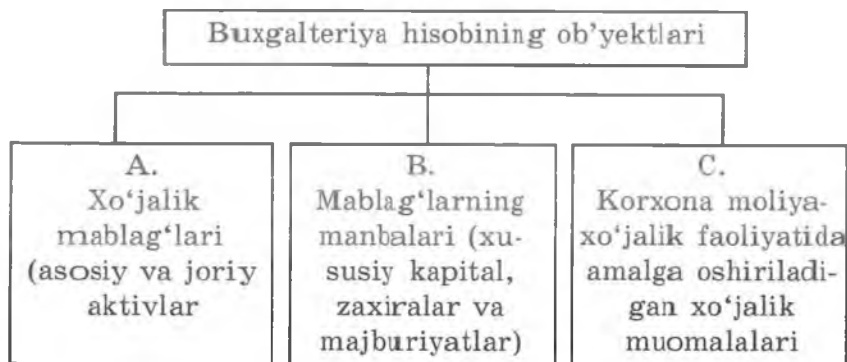 Buxgalteriya hisobining ob'yektlari
A.
Xo‘jalik
mablag‘lari
(asosiy va joriy
aktivlar
B.
Mablag‘larning
manbalari (xu-
susiy kapital,
zaxiralar va
majburiyatlar)
C.
Korxona moliya-
xo‘jalik faoliyatida
amalga oshiriladi-
gan xo‘jalik
muomalalari